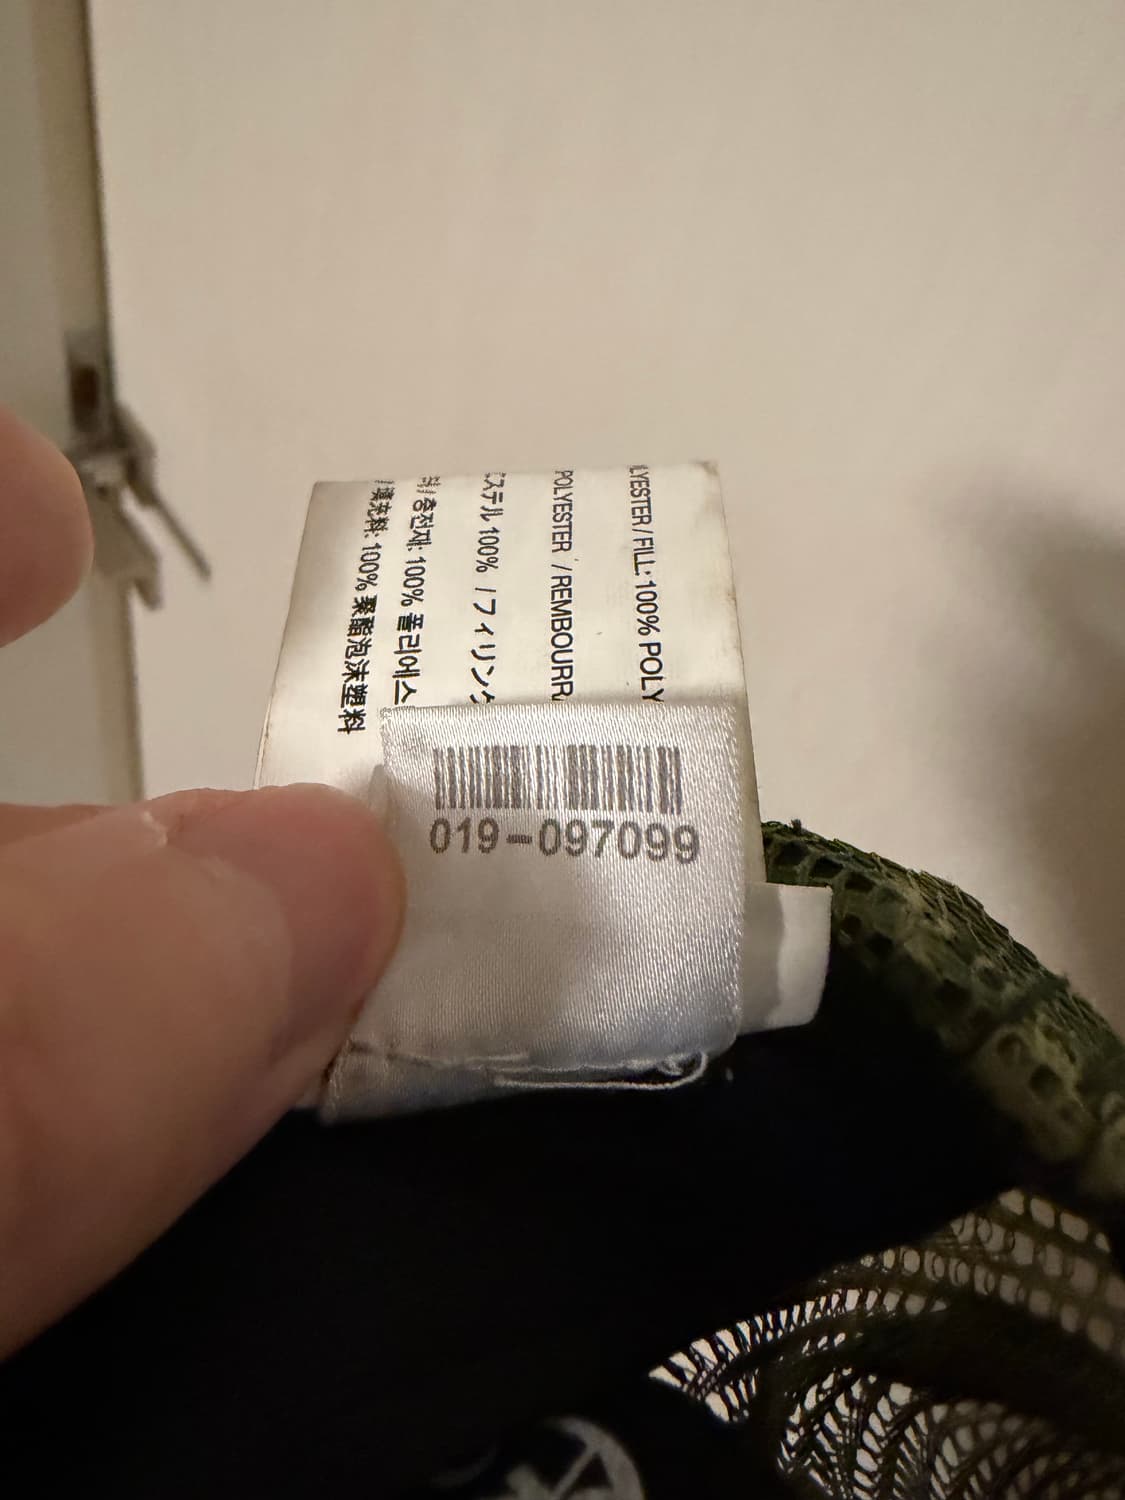 LYESTER / FILL: 100% POLY
POLYESTER / REMBOURR
ステル 100% / フィリング
충전재: 100% 폴리에스
填充料: 100% 聚酯泡沫塑料
019-097099